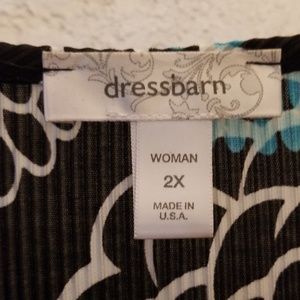 dressbarn
WOMAN
2X
MADE IN
U.S.A.